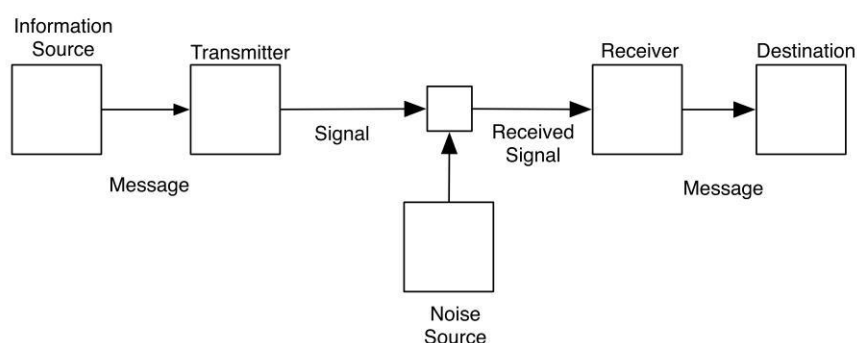 Information
Source
Transmitter
Receiver
Destination
Signal
Received
Signal
Message
Message
Noise
Source